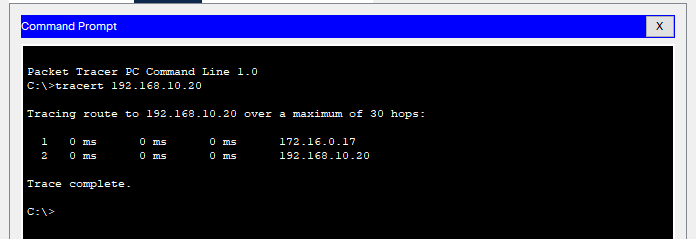 Command Prompt X
Packet Tracer PC Command Line 1.0
C:\>tracert 192.168.10.20
Tracing route to 192.168.10.20 over a maximum of 30 hops:
1 0 ms 0 ms 0 ms 172.16.0.17
2 0 ms 0 ms 0 ms 192.168.10.20
Trace complete.
C:\>